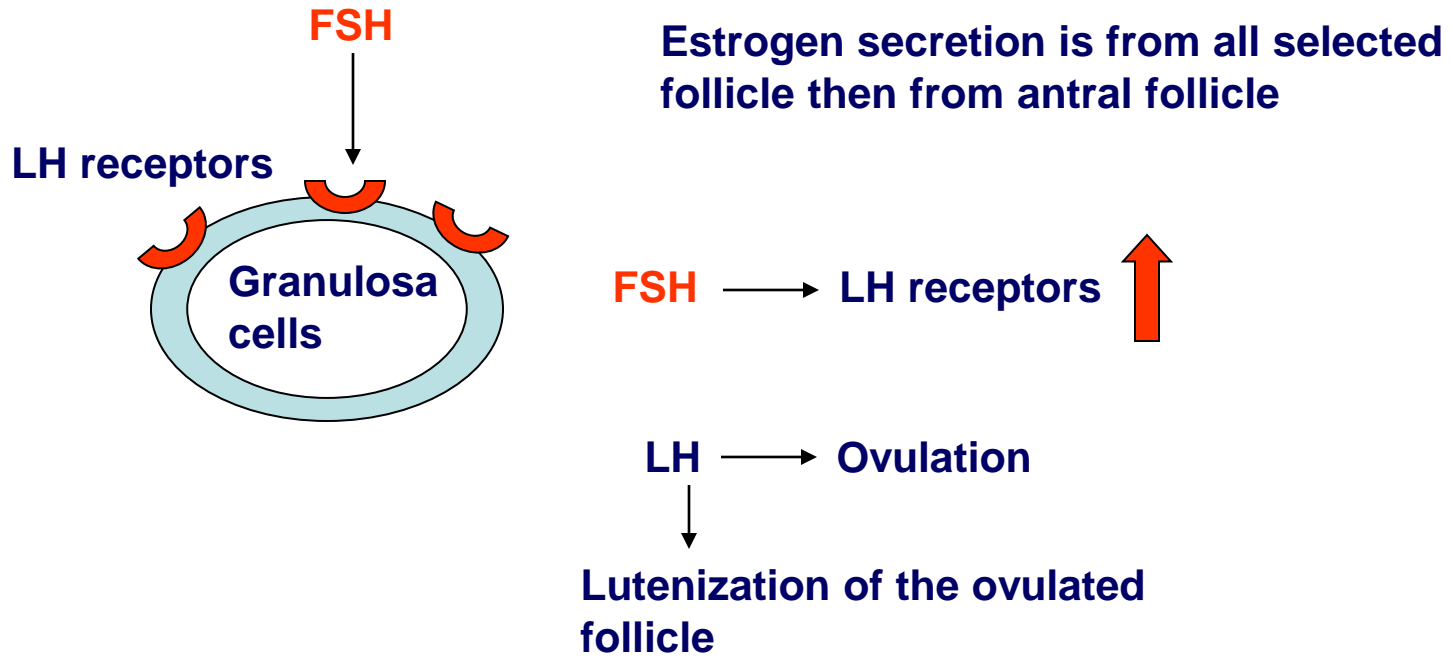 FSH
Estrogen secretion is from all selected
follicle then from antral follicle
LH receptors
Granulosa
cells
FSH
LH receptors
LH
Ovulation
Lutenization of the ovulated
follicle